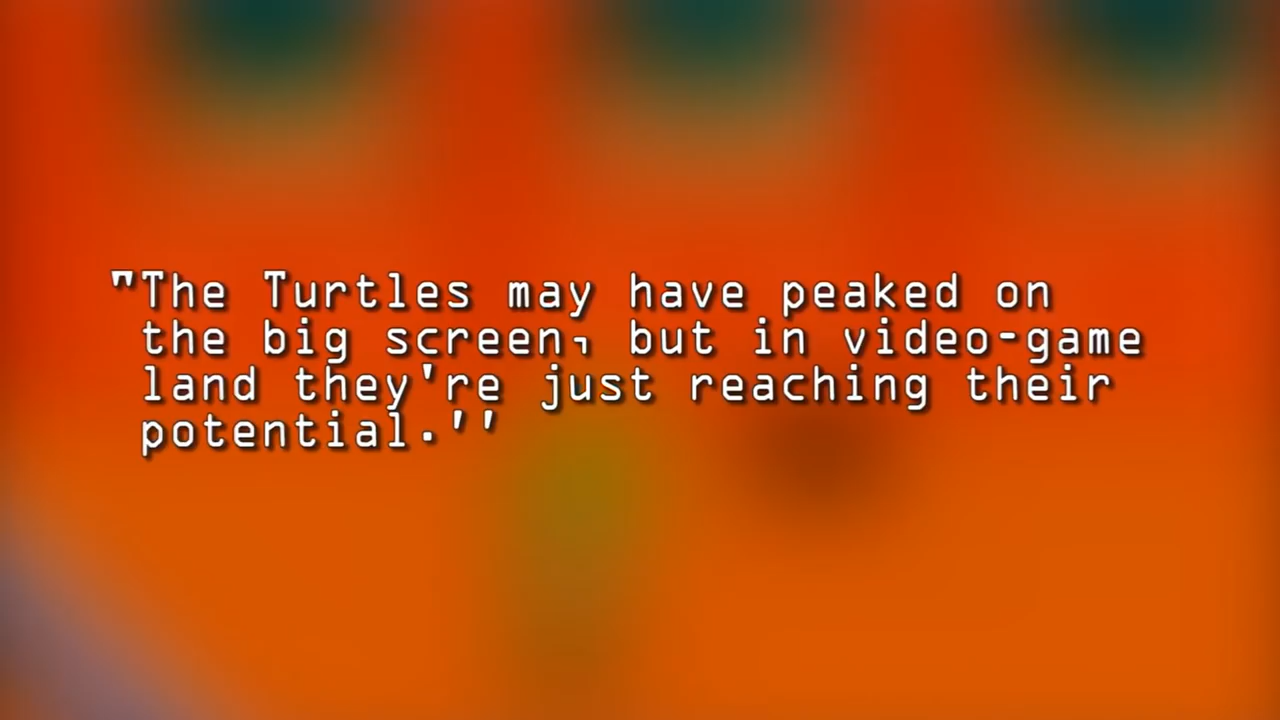 "The Turtles may have peaked on
the big screen, but in video-game
land they're just reaching their
potential.''